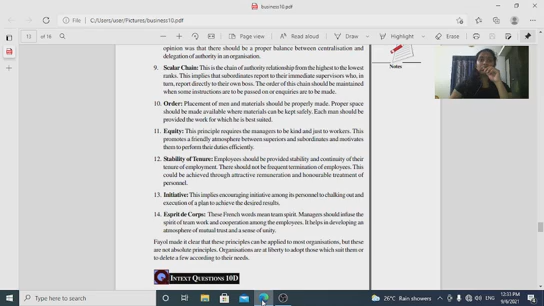 business10.pdf
File | C:/Users/user/Pictures/business10.pdf
12 of 16
Page view
Read aloud
Draw
Highlight
Erase
opinion was that there should be a proper balance between centralisation and
delegation of authority in an organisation.
9. Scalar Chain: This is the chain of authority relationship from the highest to the lowest
ranks. This implies that subordinates report to their immediate supervisors who, in
turn, report directly to their own boss. The order of this chain should be maintained
when some instructions are to be passed on or enquiries are to be made.
10. Order: Placement of men and materials should be properly made. Proper space
should be made available where materials can be kept safely. Each man should be
provided the work for which he is best suited.
11. Equity: This principle requires the managers to be kind and just to workers. This
promotes a friendly atmosphere between superiors and subordinates and motivates
them to perform their duties efficiently.
12. Stability of Tenure: Employees should be provided stability and continuity of their
tenure of employment. There should not be frequent termination of employees. This
could be achieved through attractive remuneration and honourable treatment of
personnel.
13. Initiative: This implies encouraging initiative among its personnel to chalking out and
execution of a plan to achieve the desired results.
14. Esprit de Corps: These French words mean team spirit. Managers should infuse the
spirit of team work and cooperation among the employees. It helps in developing an
atmosphere of mutual trust and a sense of unity.
Fayol made it clear that these principles can be applied to most organisations, but these
are not absolute principles. Organisations are at liberty to adopt those which suit them or
to delete a few according to their needs.
INTEXT QUESTIONS 10D
Notes
Type here to search
26°C Rain showers
ENG
12:33 PM
9/6/2021